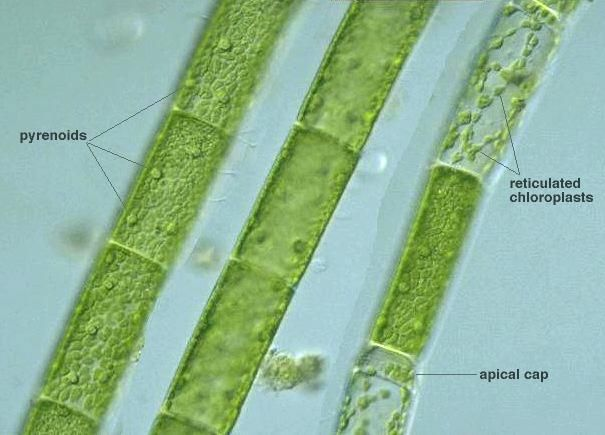 pyrenoids
reticulated
chloroplasts
apical cap